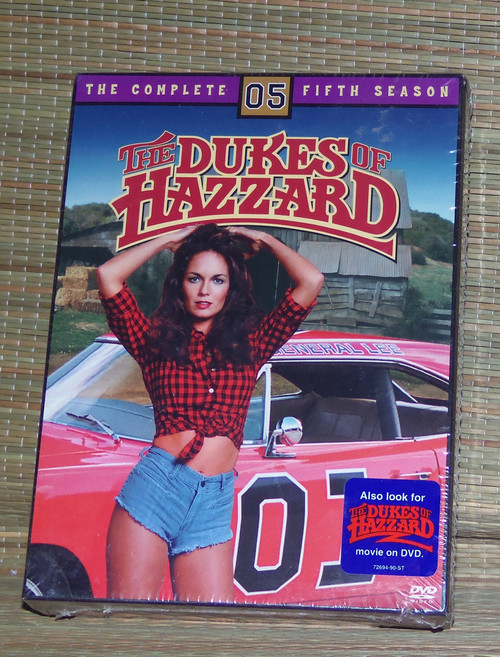 THE COMPLETE 05 FIFTH SEASON
THE DUKES OF
HAZZARD
GENERAL LEE
01
Also look for
THE DUKES OF
HAZZARD
movie on DVD.
72694-90-ST
DVD
VIDEO